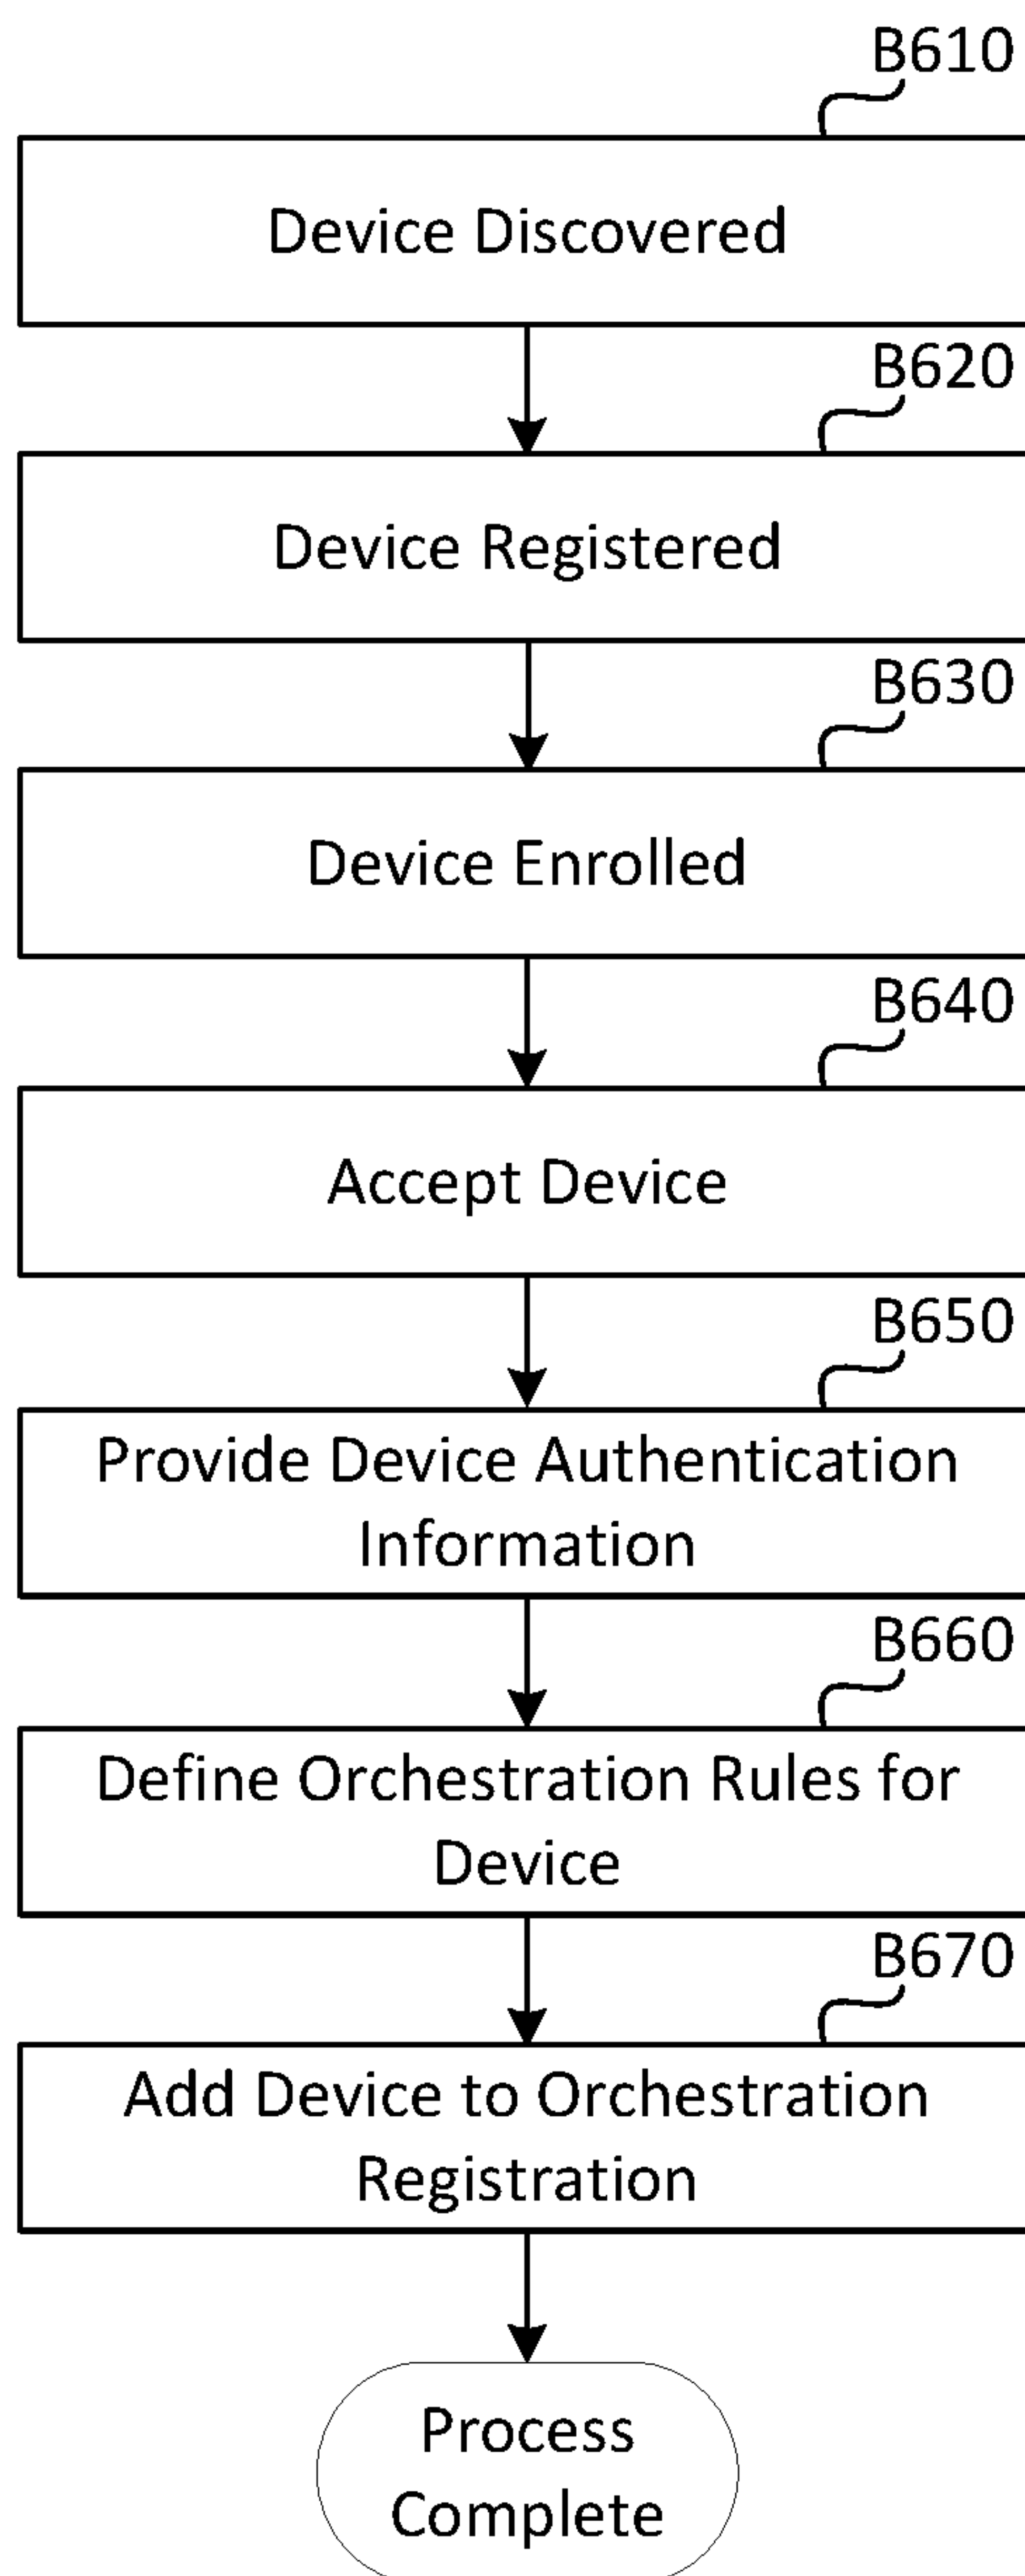 B610
Device Discovered
B620
Device Registered
B630
Device Enrolled
B640
Accept Device
B650
Provide Device Authentication
Information
B660
Define Orchestration Rules for
Device
B670
Add Device to Orchestration
Registration
Process
Complete